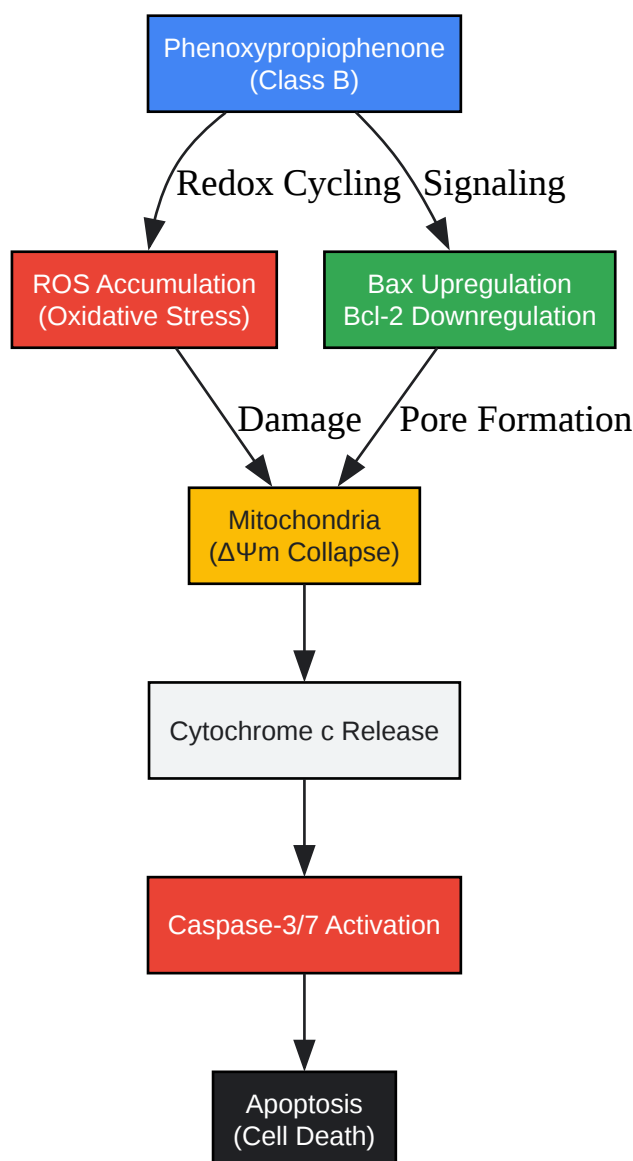 Phenoxypropiophenone
(Class B)
Redox Cycling
Signaling
ROS Accumulation
(Oxidative Stress)
Bax Upregulation
Bcl-2 Downregulation
Damage
Pore Formation
Mitochondria
(ΔΨm Collapse)
Cytochrome c Release
Caspase-3/7 Activation
Apoptosis
(Cell Death)